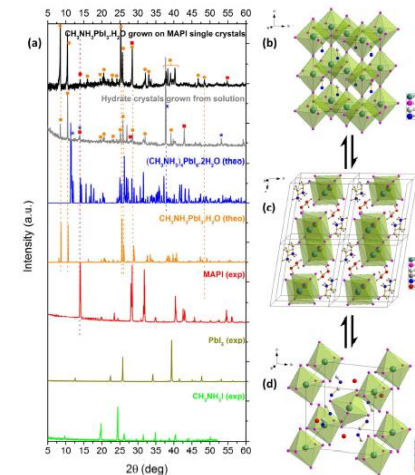 5 10 15 20 25 30 35 40 45 50 55 60
(a)
CH3NH3PbI3.H2O grown on MAPI single crystals
Hydrate crystals grown from solution
(CH3NH3)4PbI6.2H2O (theo)
CH3NH3PbI3.H2O (theo)
MAPI (exp)
PbI2 (exp)
CH3NH3I (exp)
Intensity (a.u.)
5 10 15 20 25 30 35 40 45 50 55 60
2θ (deg)
(b)
(c)
(d)